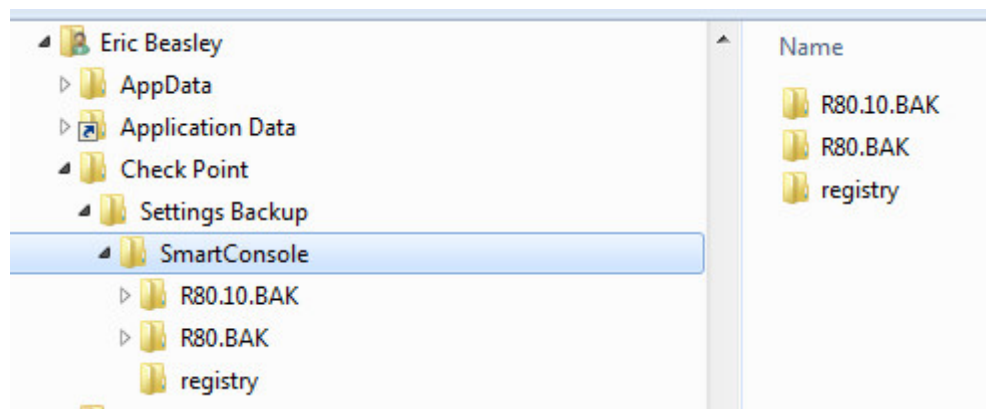 Eric Beasley
AppData
Application Data
Check Point
Settings Backup
SmartConsole
R80.10.BAK
R80.BAK
registry
Name
R80.10.BAK
R80.BAK
registry